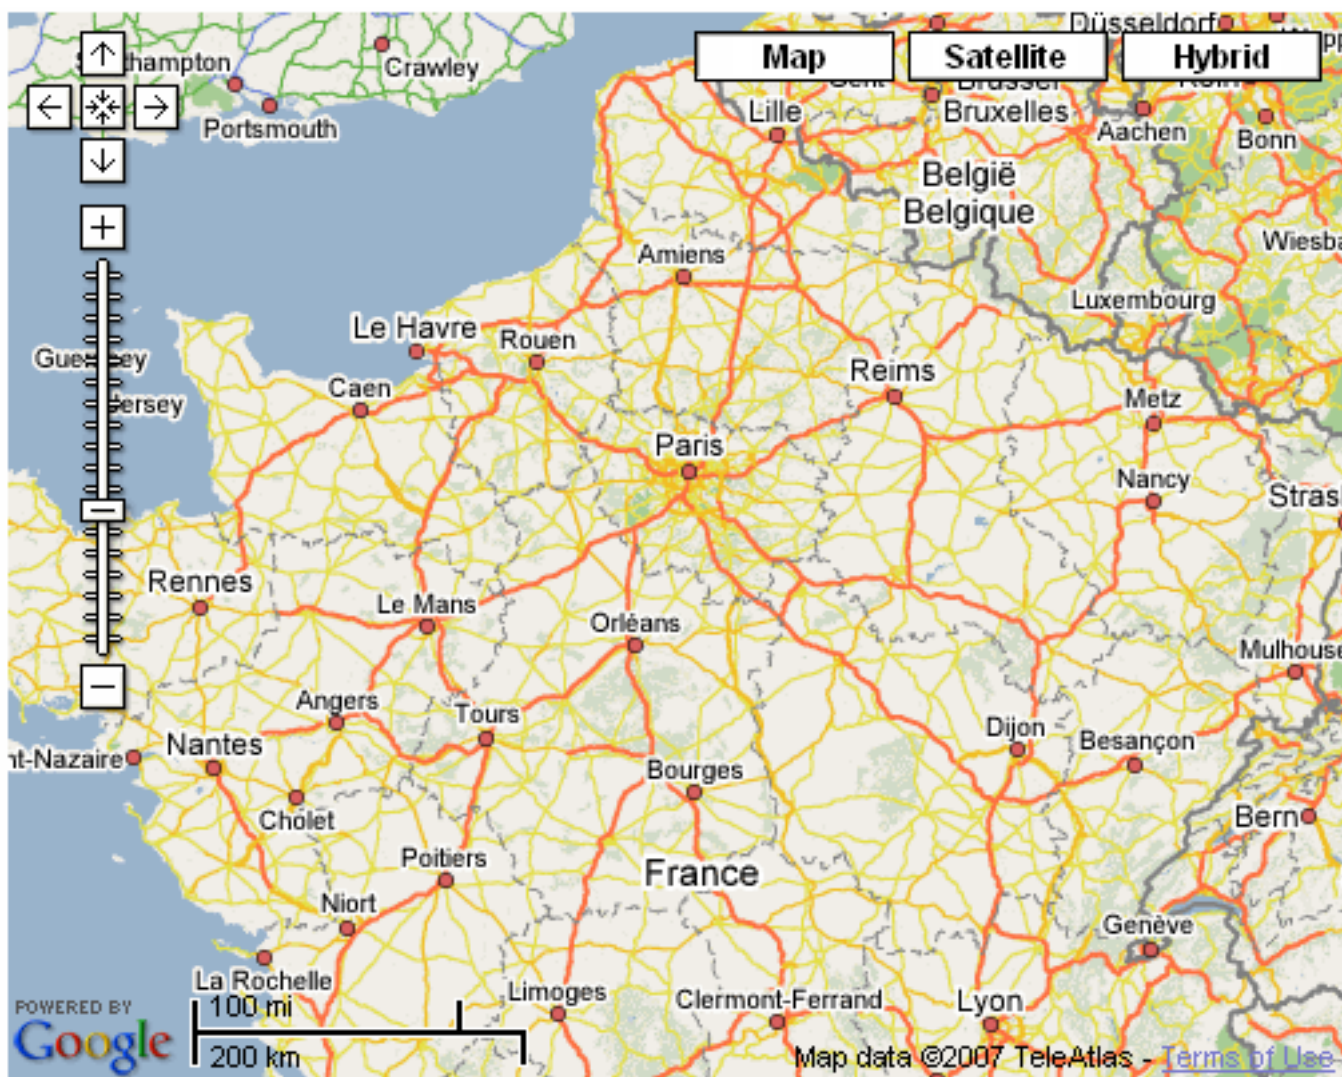 Düsseldorf
Map
Satellite
Hybrid
Crawley
Portsmouth
Lille
Bruxelles
Aachen
Bonn
België
Belgique
Amiens
Luxembourg
Le Havre
Rouen
Reims
Caen
Metz
Paris
Nancy
Rennes
Le Mans
Orléans
Angers
Tours
Nantes
Dijon
Besançon
Bourges
Cholet
Bern
Poitiers
France
Niort
Genève
La Rochelle
Limoges
Clermont-Ferrand
Lyon
POWERED BY
Google
100 mi
200 km
Map data ©2007 TeleAtlas - Terms of Use